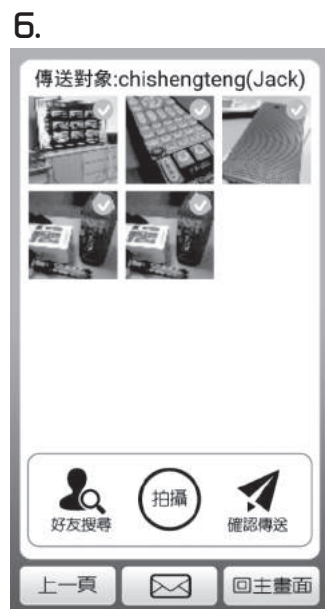 6.
傳送對象:chishengteng(Jack)
拍攝
好友搜尋
確認傳送
上一頁
回主畫面